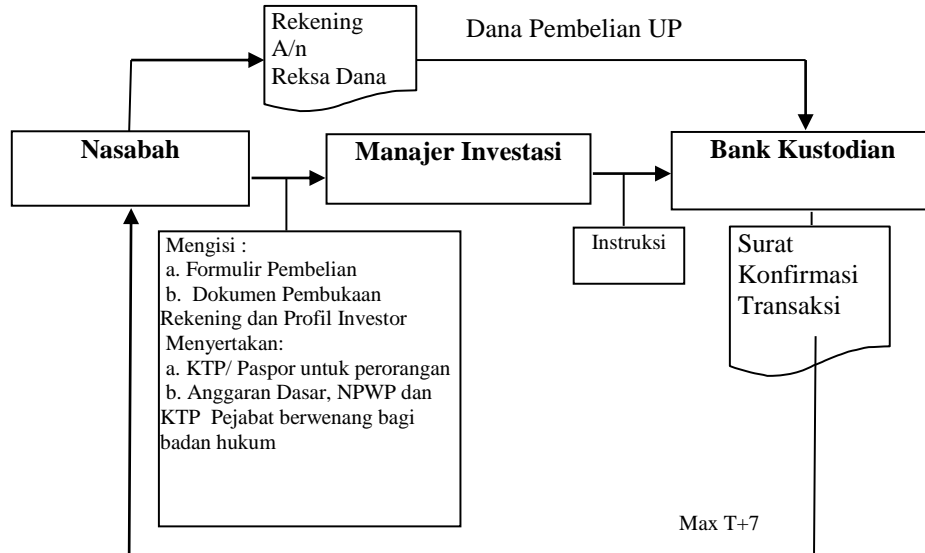 Rekening
A/n
Reksa Dana
Dana Pembelian UP
Nasabah
Manajer Investasi
Bank Kustodian
Mengisi :
a. Formulir Pembelian
b. Dokumen Pembukaan
Rekening dan Profil Investor
Menyertakan:
a. KTP/ Paspor untuk perorangan
b. Anggaran Dasar, NPWP dan
KTP Pejabat berwenang bagi
badan hukum
Instruksi
Surat
Konfirmasi
Transaksi
Max T+7